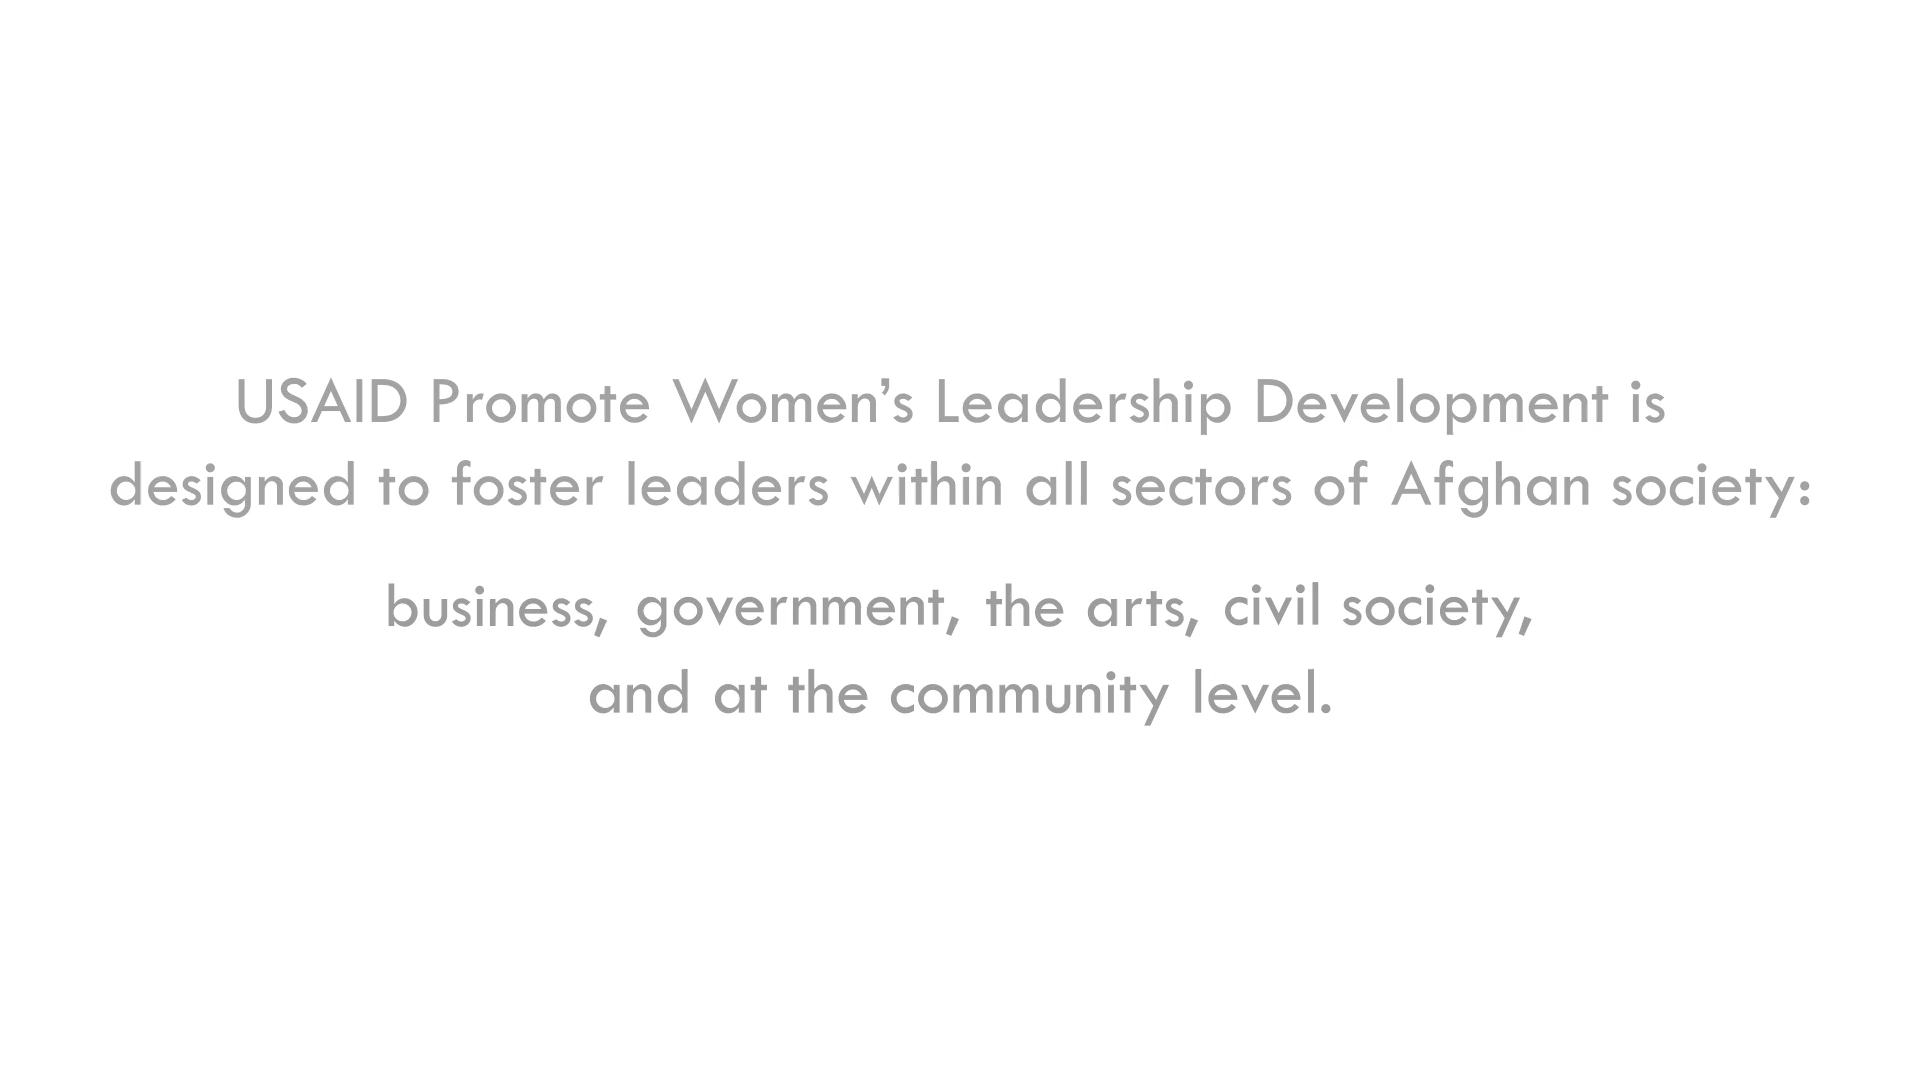 USAID Promote Women’s Leadership Development is
designed to foster leaders within all sectors of Afghan society:
business, government, the arts, civil society,
and at the community level.